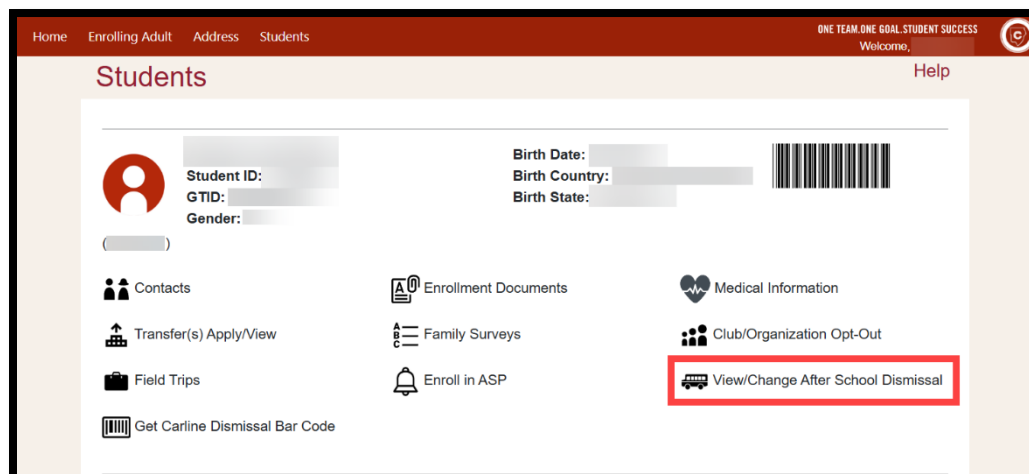 Home Enrolling Adult Address Students
ONE TEAM.ONE GOAL.STUDENT SUCCESS
Welcome,
C
Students
Help
Student ID:
GTID:
Gender:
( )
Birth Date:
Birth Country:
Birth State:
Contacts
Enrollment Documents
Medical Information
Transfer(s) Apply/View
Family Surveys
Club/Organization Opt-Out
Field Trips
Enroll in ASP
View/Change After School Dismissal
Get Carline Dismissal Bar Code